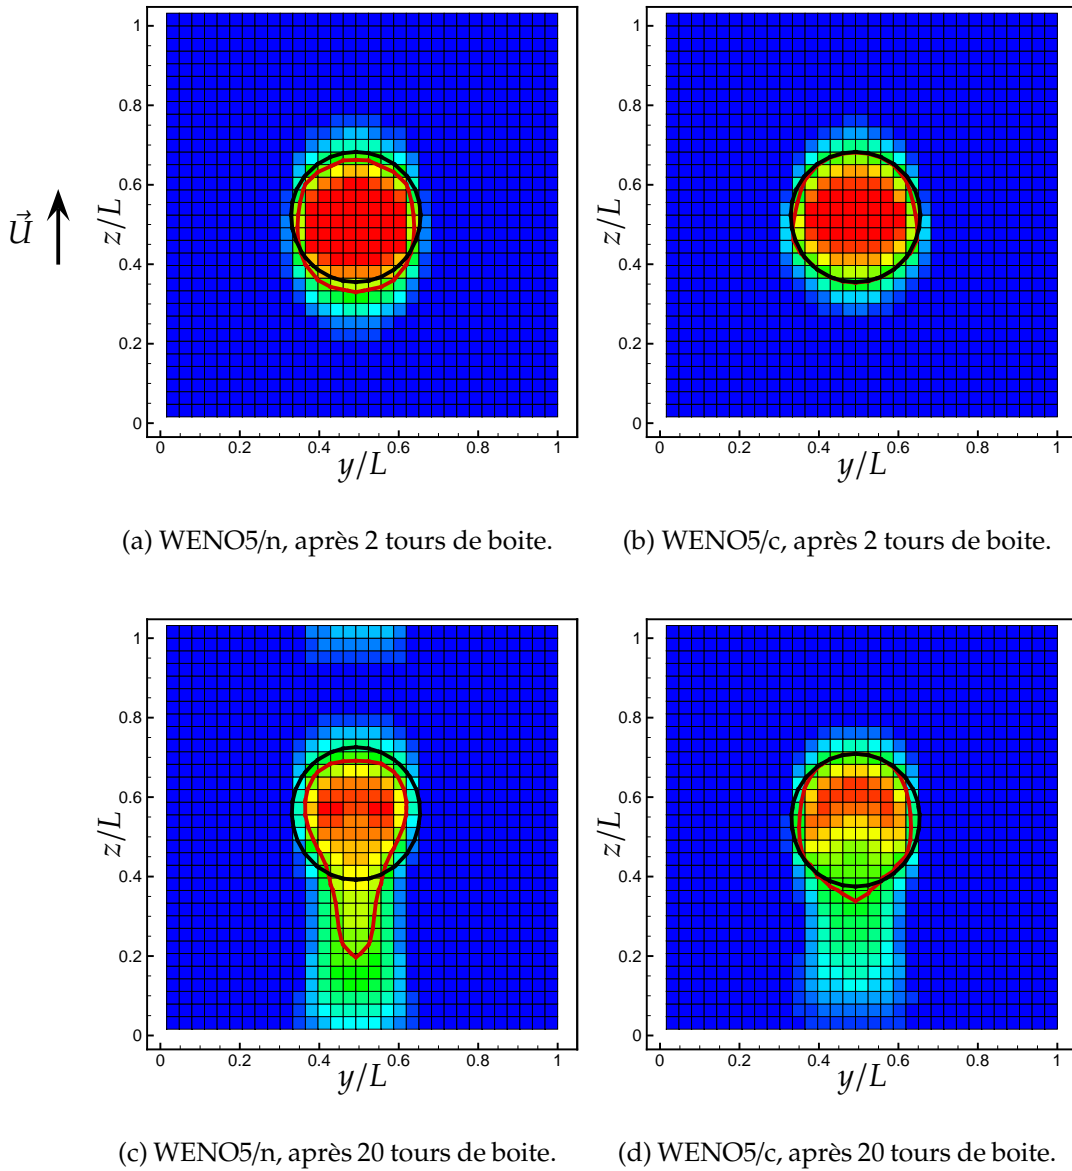 1
0.8
0.6
0.4
0.2
0
z/L
0 0.2 0.4 0.6 0.8 1
y/L
1
0.8
0.6
0.4
0.2
0
z/L
0 0.2 0.4 0.6 0.8 1
y/L
\vec{U}
(a) WENO5/n, après 2 tours de boite.
(b) WENO5/c, après 2 tours de boite.
1
0.8
0.6
0.4
0.2
0
z/L
0 0.2 0.4 0.6 0.8 1
y/L
1
0.8
0.6
0.4
0.2
0
z/L
0 0.2 0.4 0.6 0.8 1
y/L
(c) WENO5/n, après 20 tours de boite.
(d) WENO5/c, après 20 tours de boite.